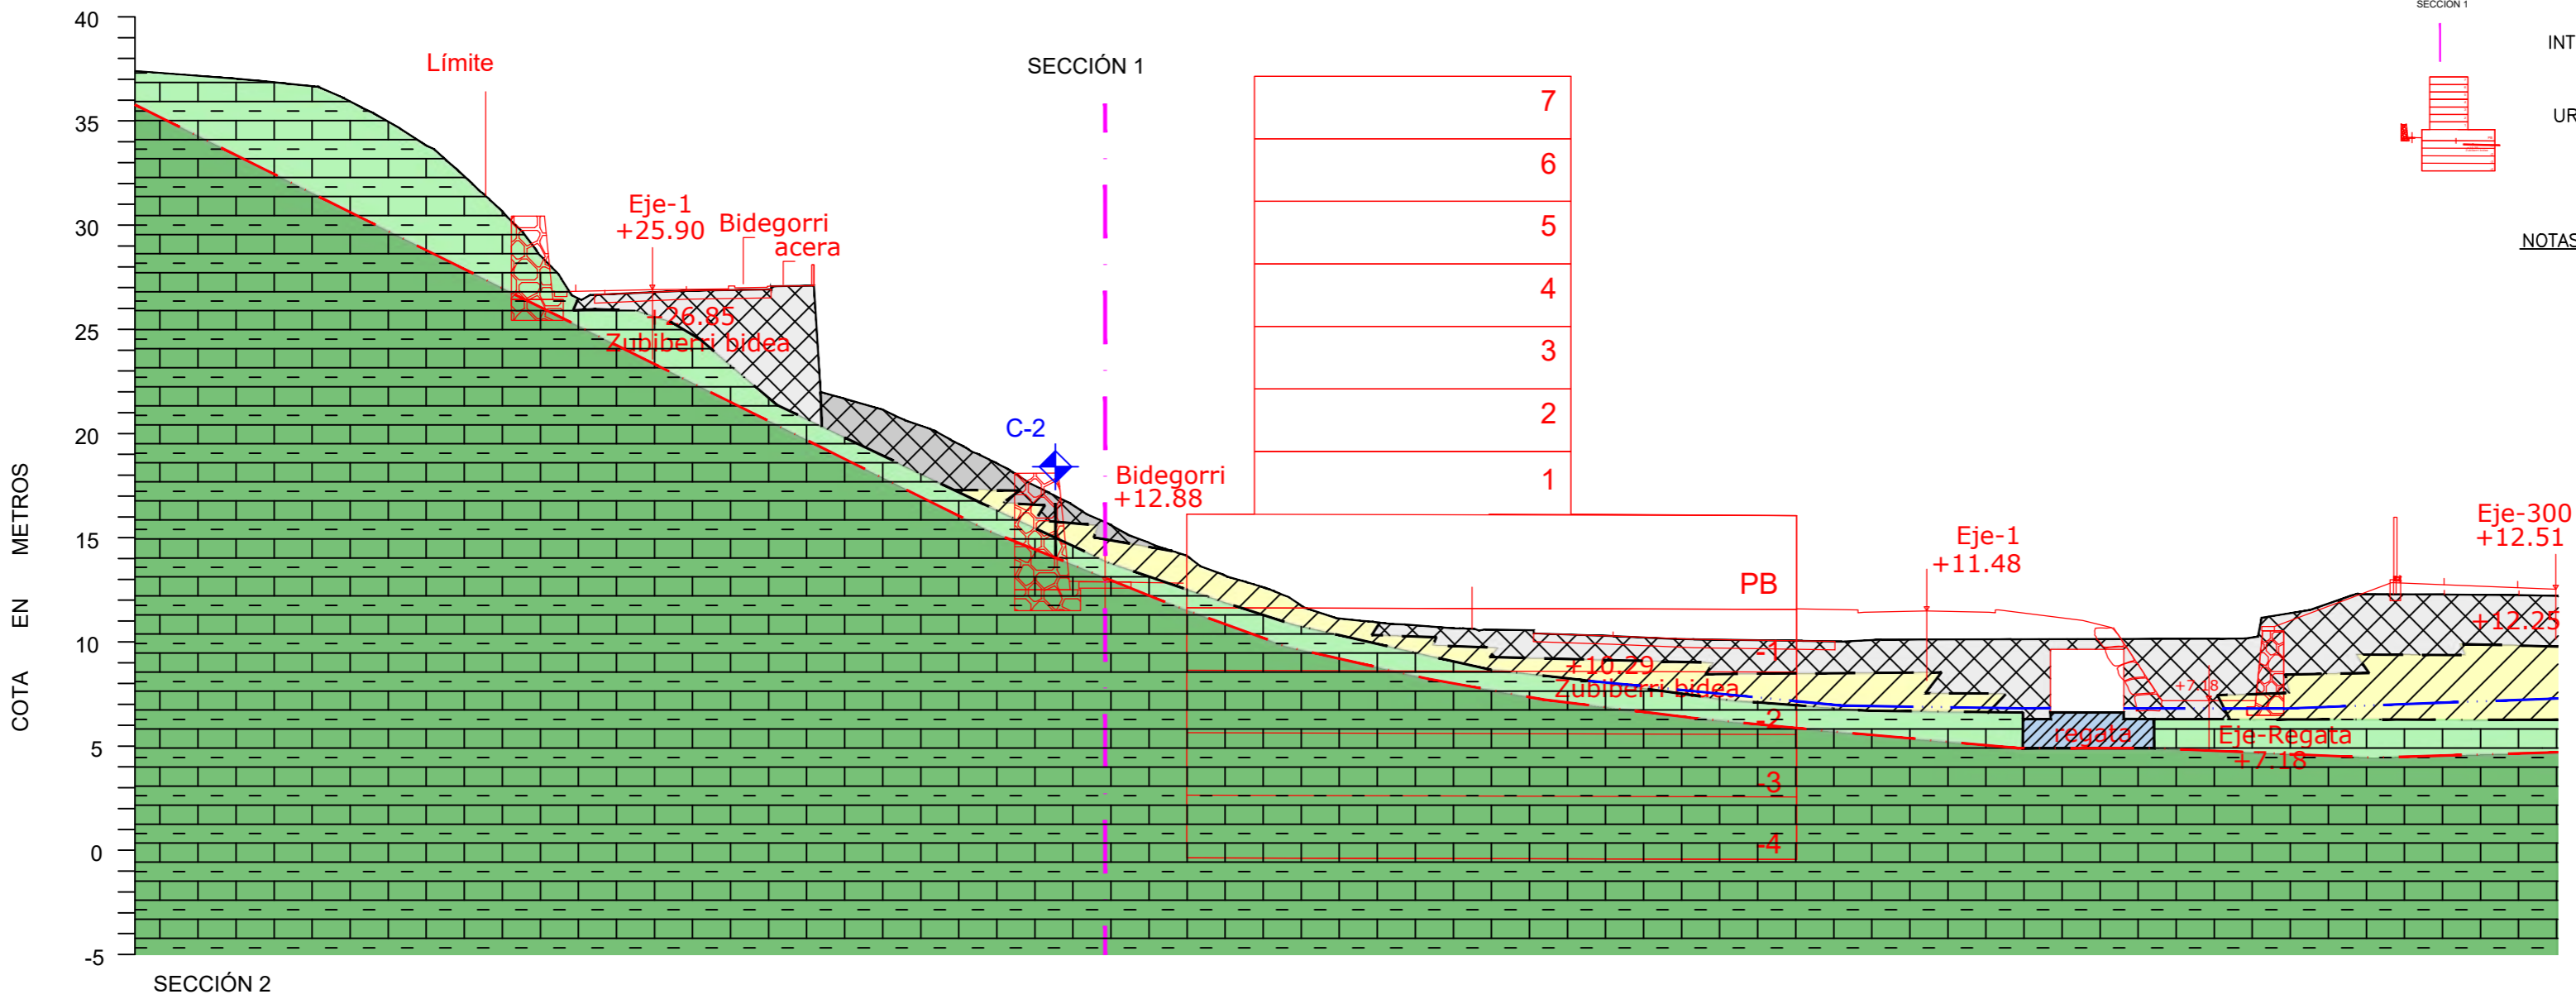 SECCIÓN 1
40
35
30
25
20
15
10
5
0
-5
COTA EN METROS
Límite
SECCIÓN 1
Eje-1
+25.90
Bidegorri
acera
+26.85
Zubiberri bidea
C-2
Bidegorri
+12.88
7
6
5
4
3
2
1
PB
-1
-2
-3
-4
+10.29
Zubiberri bidea
Eje-1
+11.48
+7.18
regata
Eje-Regata
+7.18
Eje-300
+12.51
+12.25
INT
UR
NOTAS
SECCIÓN 2